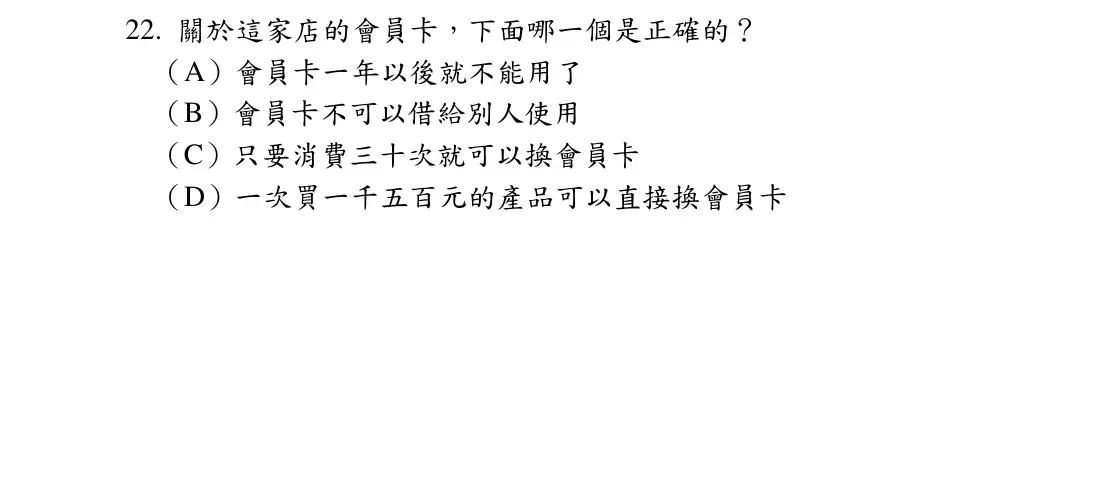 22. 關於這家店的會員卡，下面哪一個是正確的？
（A）會員卡一年以後就不能用了
（B）會員卡不可以借給別人使用
（C）只要消費三十次就可以換會員卡
（D）一次買一千五百元的產品可以直接換會員卡